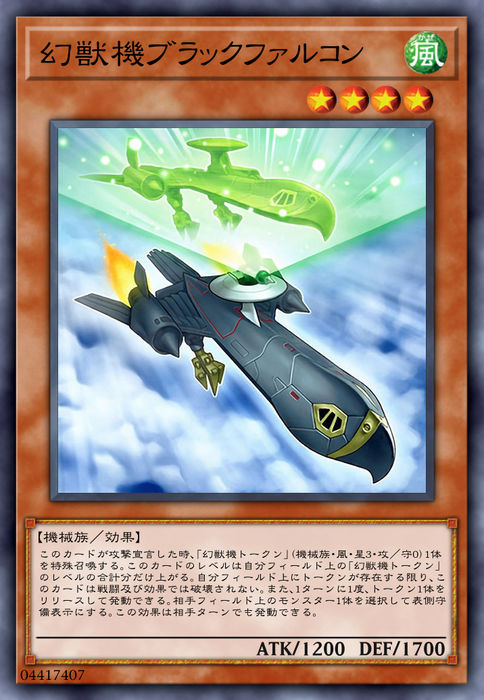 幻獣機ブラックファルコン
かぜ
風
【機械族／効果】
このカードが攻撃宣言した時、「幻獣機トークン」(機械族・風・星3・攻／守0)1体
を特殊召喚する。このカードのレベルは自分フィールド上の「幻獣機トークン」
のレベルの合計分だけ上がる。自分フィールド上にトークンが存在する限り、こ
のカードは戦闘及び効果では破壊されない。また、1ターンに1度、トークン1体を
リリースして発動できる。相手フィールド上のモンスター1体を選択して表側守
備表示にする。この効果は相手ターンでも発動できる。
ATK/1200 DEF/1700
04417407